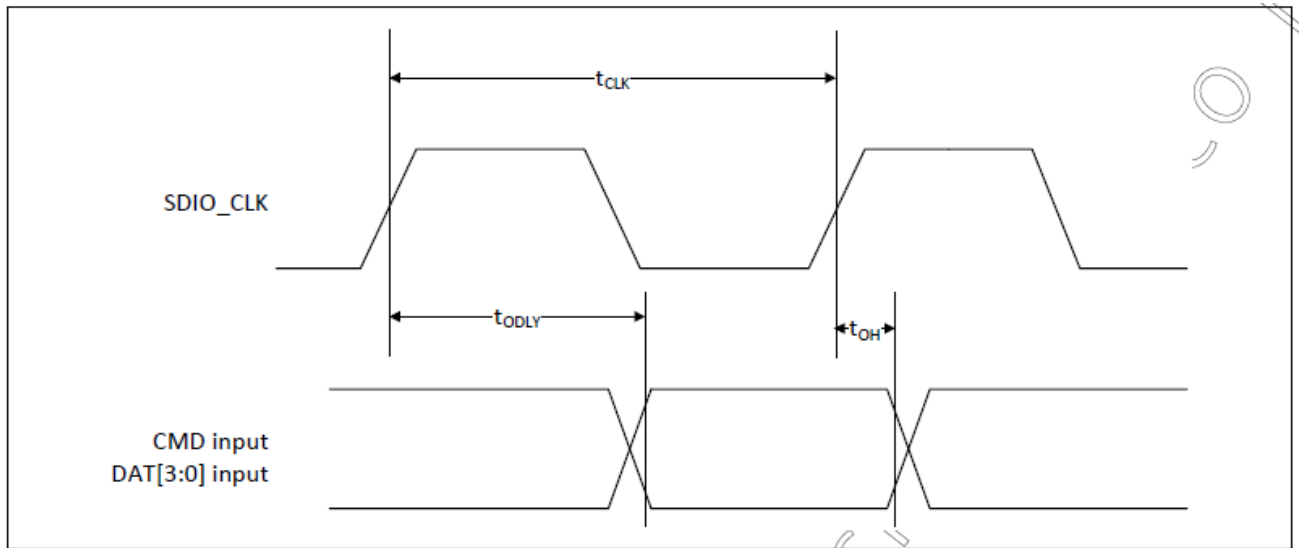 tCLK
SDIO_CLK
tODLY
tOH
CMD input
DAT[3:0] input